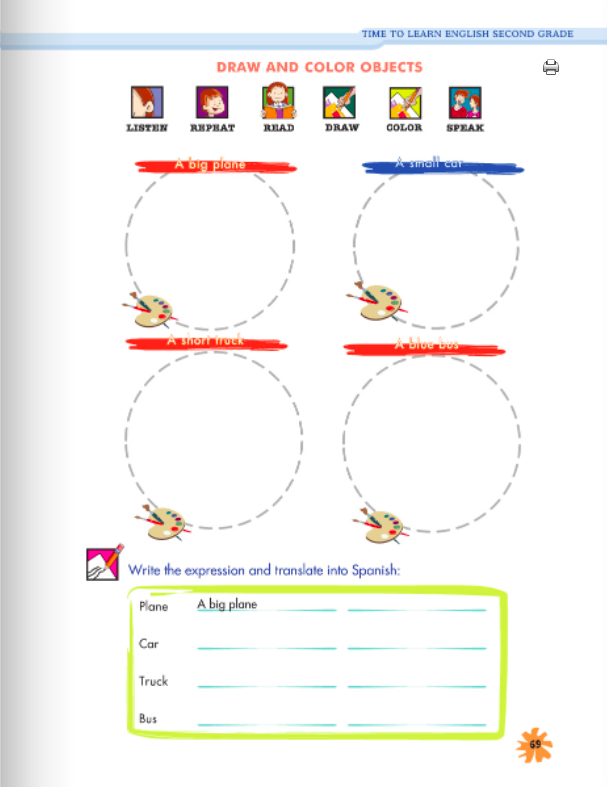 TIME TO LEARN ENGLISH SECOND GRADE
DRAW AND COLOR OBJECTS
LISTEN REPEAT READ DRAW COLOR SPEAK
A big plane A small car
A short truck A blue bus
Write the expression and translate into Spanish:
Plane A big plane
Car
Truck
Bus
69